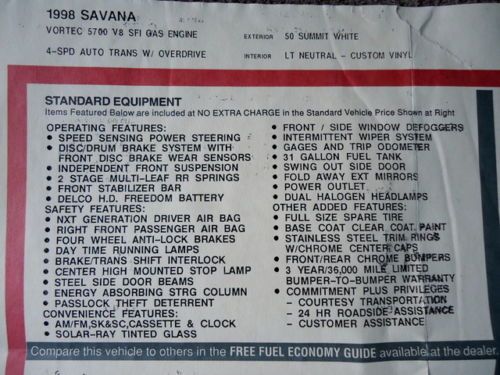 1998 SAVANA
VORTEC 5700 V8 SFI GAS ENGINE
4-SPD AUTO TRANS W/ OVERDRIVE
EXTERIOR 50 SUMMIT WHITE
INTERIOR LT NEUTRAL - CUSTOM VINYL
STANDARD EQUIPMENT
Items Featured Below are included at NO EXTRA CHARGE in the Standard Vehicle Price Shown at Right
OPERATING FEATURES:
• SPEED SENSING POWER STEERING
• DISC/DRUM BRAKE SYSTEM WITH
FRONT DISC BRAKE WEAR SENSORS
• INDEPENDENT FRONT SUSPENSION
• 2 STAGE MULTI-LEAF RR SPRINGS
• FRONT STABILIZER BAR
• DELCO H.D. FREEDOM BATTERY
SAFETY FEATURES:
• NXT GENERATION DRIVER AIR BAG
• RIGHT FRONT PASSENGER AIR BAG
• FOUR WHEEL ANTI-LOCK BRAKES
• DAY TIME RUNNING LAMPS
• BRAKE/TRANS SHIFT INTERLOCK
• CENTER HIGH MOUNTED STOP LAMP
• STEEL SIDE DOOR BEAMS
• ENERGY ABSORBING STRG COLUMN
• PASSLOCK THEFT DETERRENT
CONVENIENCE FEATURES:
• AM/FM,SK&SC,CASSETTE & CLOCK
• SOLAR-RAY TINTED GLASS
• FRONT / SIDE WINDOW DEFOGGERS
• INTERMITTENT WIPER SYSTEM
• GAGES AND TRIP ODOMETER
• 31 GALLON FUEL TANK
• SWING OUT SIDE DOOR
• FOLD AWAY EXT MIRRORS
• POWER OUTLET
• DUAL HALOGEN HEADLAMPS
OTHER ADDED FEATURES:
• FULL SIZE SPARE TIRE
• BASE COAT CLEAR COAT PAINT
• STAINLESS STEEL TRIM RINGS
W/CHROME CENTER CAPS
• FRONT/REAR CHROME BUMPERS
• 3 YEAR/36,000 MILE LIMITED
BUMPER-TO-BUMPER WARRANTY
• COMMITMENT PLUS PRIVILEGES
- COURTESY TRANSPORTATION
- 24 HR ROADSIDE ASSISTANCE
- CUSTOMER ASSISTANCE
Compare this vehicle to others in the FREE FUEL ECONOMY GUIDE available at the dealer.